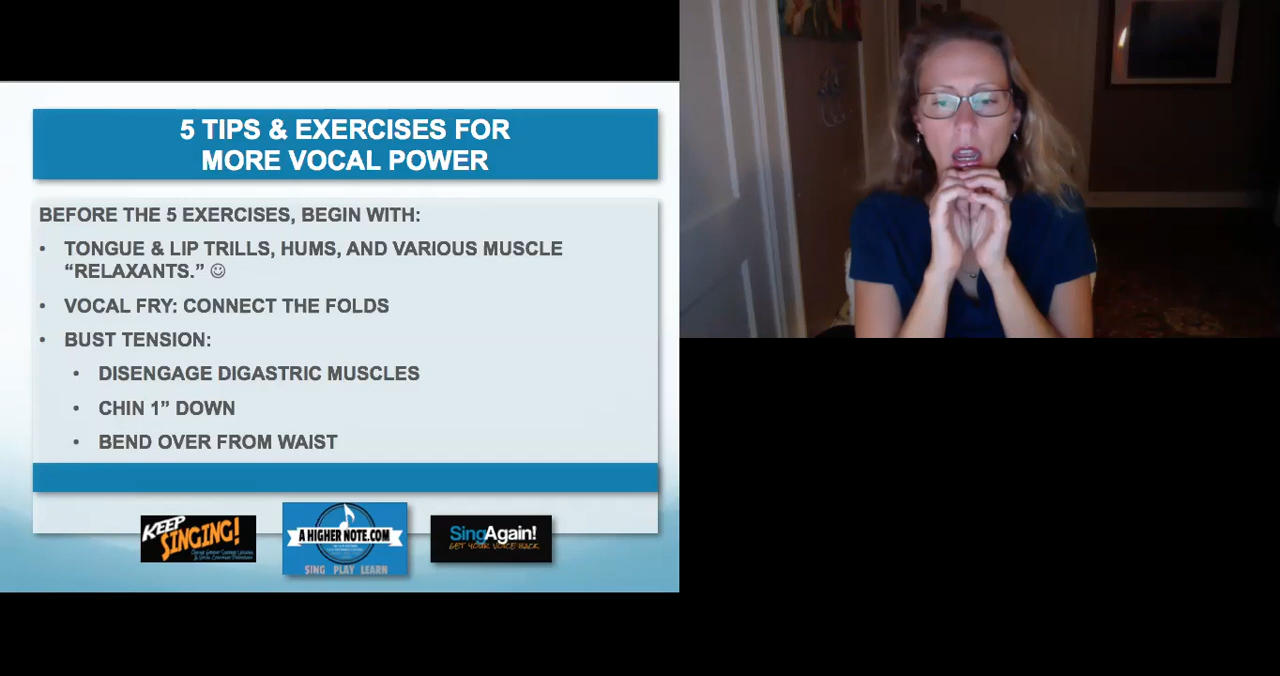 5 TIPS & EXERCISES FOR
MORE VOCAL POWER
BEFORE THE 5 EXERCISES, BEGIN WITH:
• TONGUE & LIP TRILLS, HUMS, AND VARIOUS MUSCLE
“RELAXANTS.” ☺
• VOCAL FRY: CONNECT THE FOLDS
• BUST TENSION:
• DISENGAGE DIGASTRIC MUSCLES
• CHIN 1” DOWN
• BEND OVER FROM WAIST
KEEP
SINGING!
A HIGHER NOTE.COM
SING PLAY LEARN
SingAgain!
GET YOUR VOICE BACK